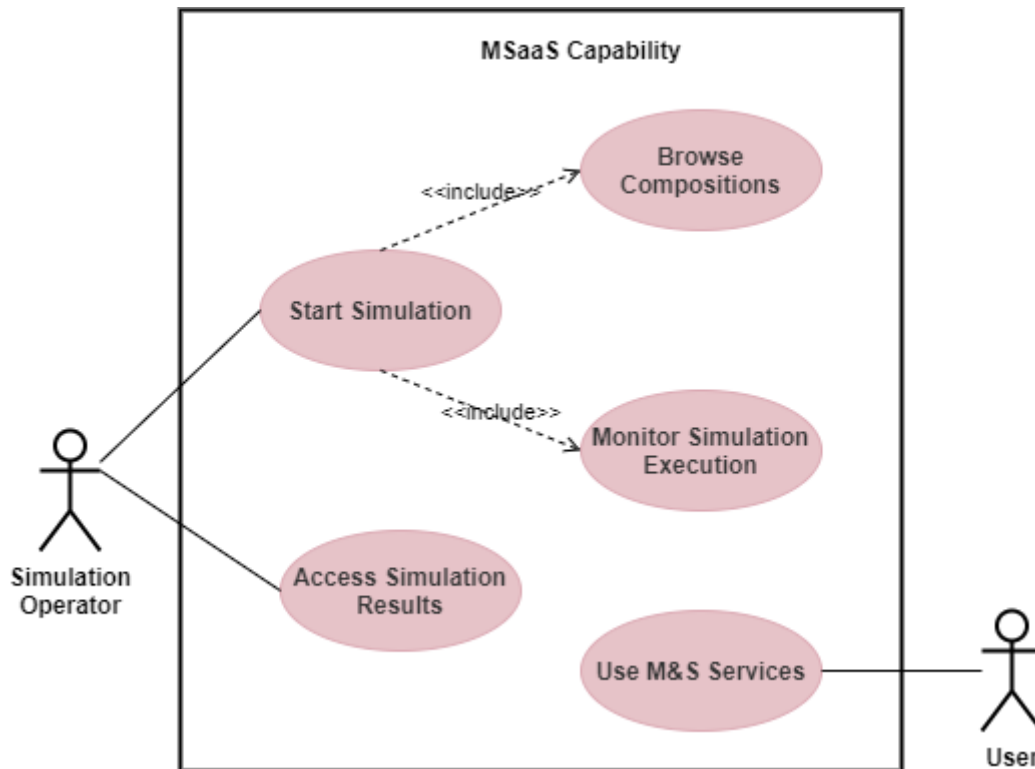 MSaaS Capability
Browse
Compositions
<<include>>
Start Simulation
<<include>>
Monitor Simulation
Execution
Simulation
Operator
Access Simulation
Results
Use M&S Services
User